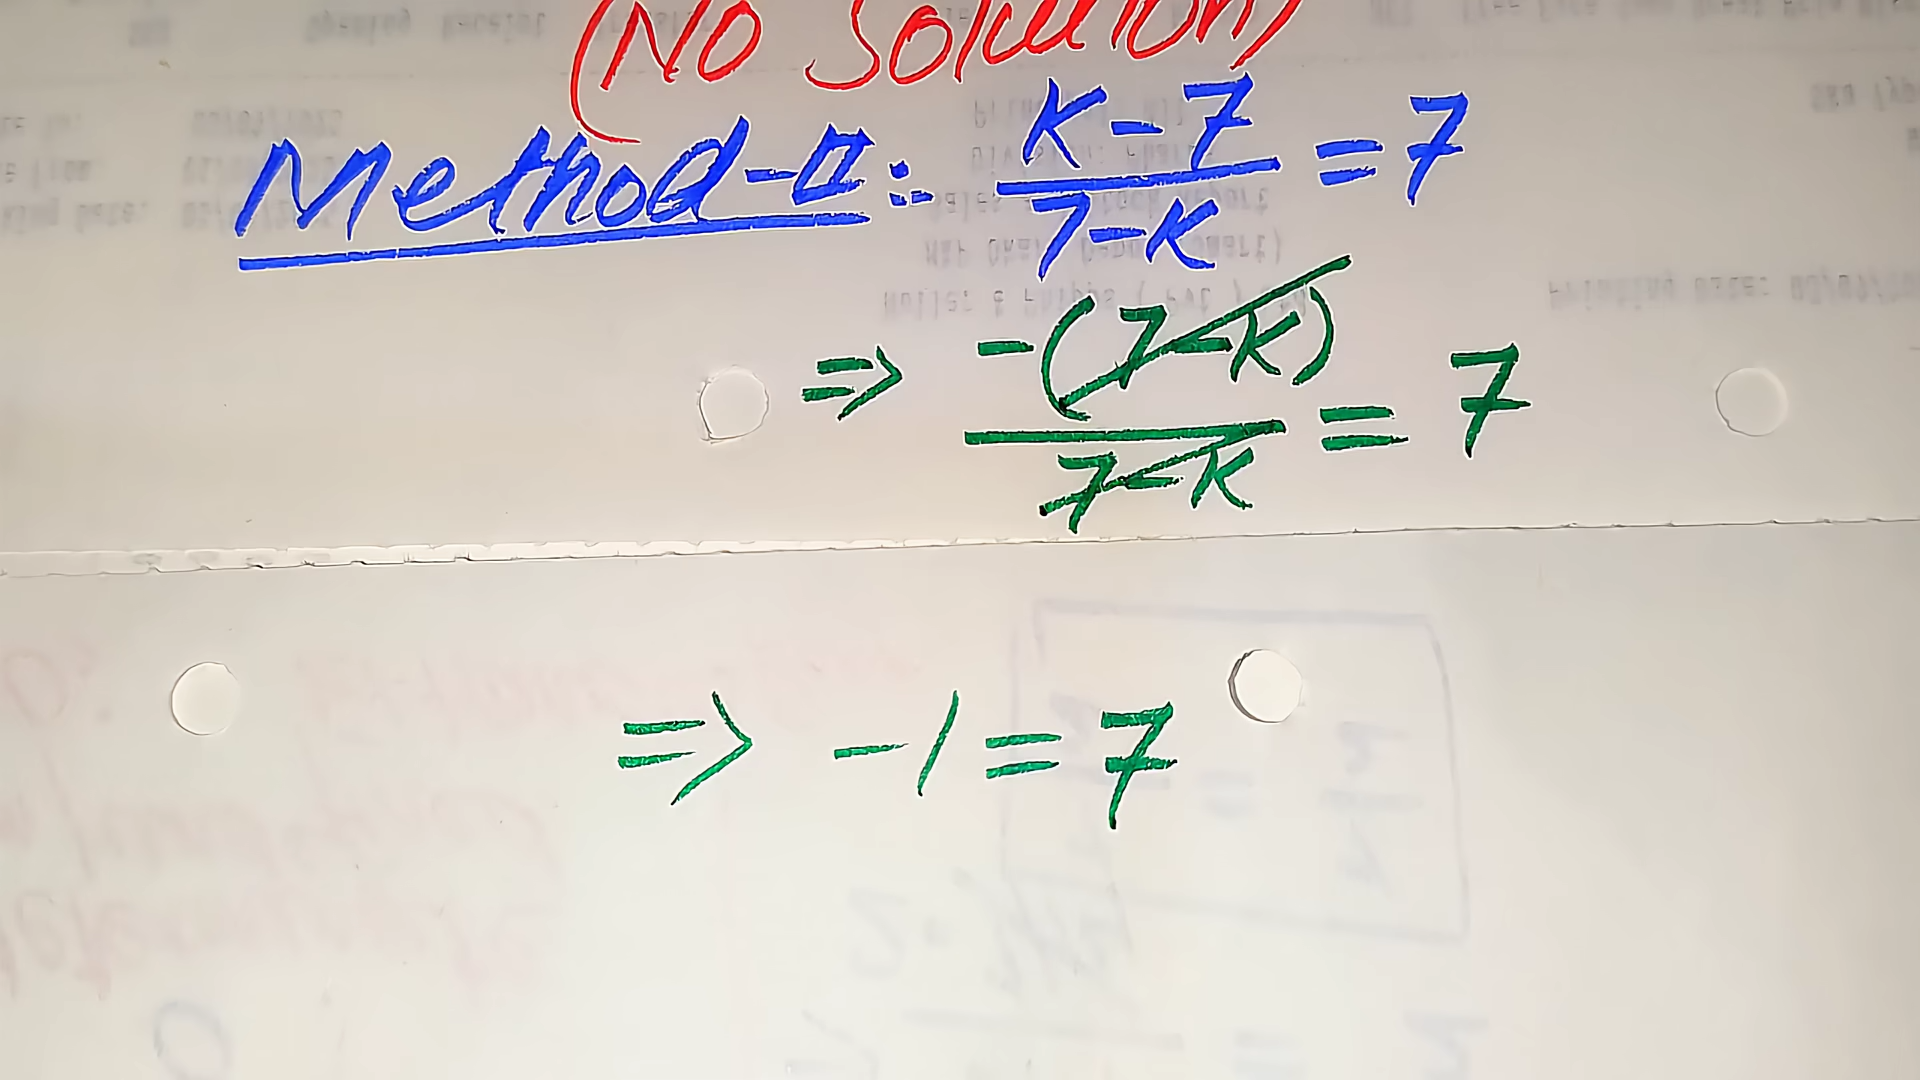 (No Solution)
Method-II:- (K-7)/(7-K) = 7
=> -(7-K)/(7-K) = 7
=> -1 = 7